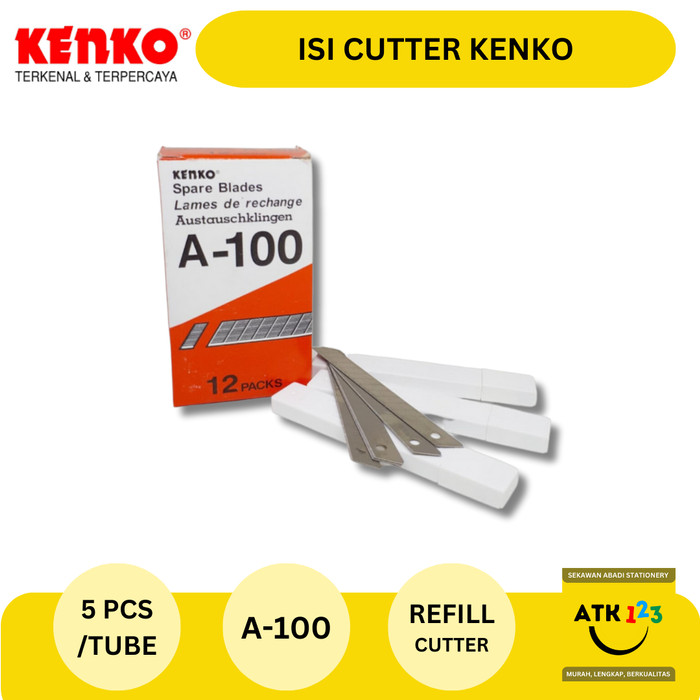 KENKO®
TERKENAL & TERPERCAYA
ISI CUTTER KENKO
KENKO®
Spare Blades
Lames de rechange
Austauschklingen
A-100
12 PACKS
5 PCS
/TUBE
A-100
REFILL
CUTTER
SEKAWAN ABADI STATIONERY
ATK 123
MURAH, LENGKAP, BERKUALITAS